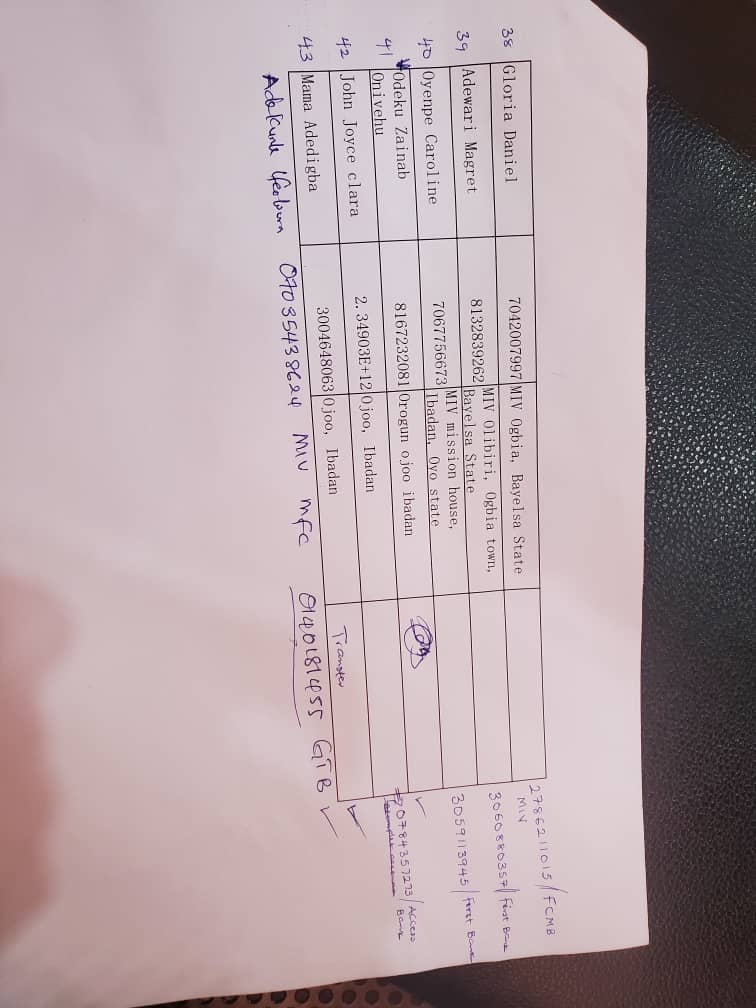 38 Gloria Daniel 7042007997 MIV Ogbia, Bayelsa State 2786211015/FCMB
MIV
39 Adewari Magret 8132839262 MIV Olibiri, Ogbia town, 3060880357/First Bank
Bayelsa State
40 Oyenpe Caroline 7067756673 MIV mission house, 3059113945/First Bank
Ibadan, Oyo state
41 Odeku Zainab 8167232081 Orogun ojoo ibadan 0784357273/Access
Onivehu Bank
42 John Joyce clara 2.34903E+12 Ojoo, Ibadan
43 Mama Adedigba 3004648063 Ojoo, Ibadan Transfer
Adekunle Ifeoluwa 07035438624 MIV mfc 0140181455 GTB